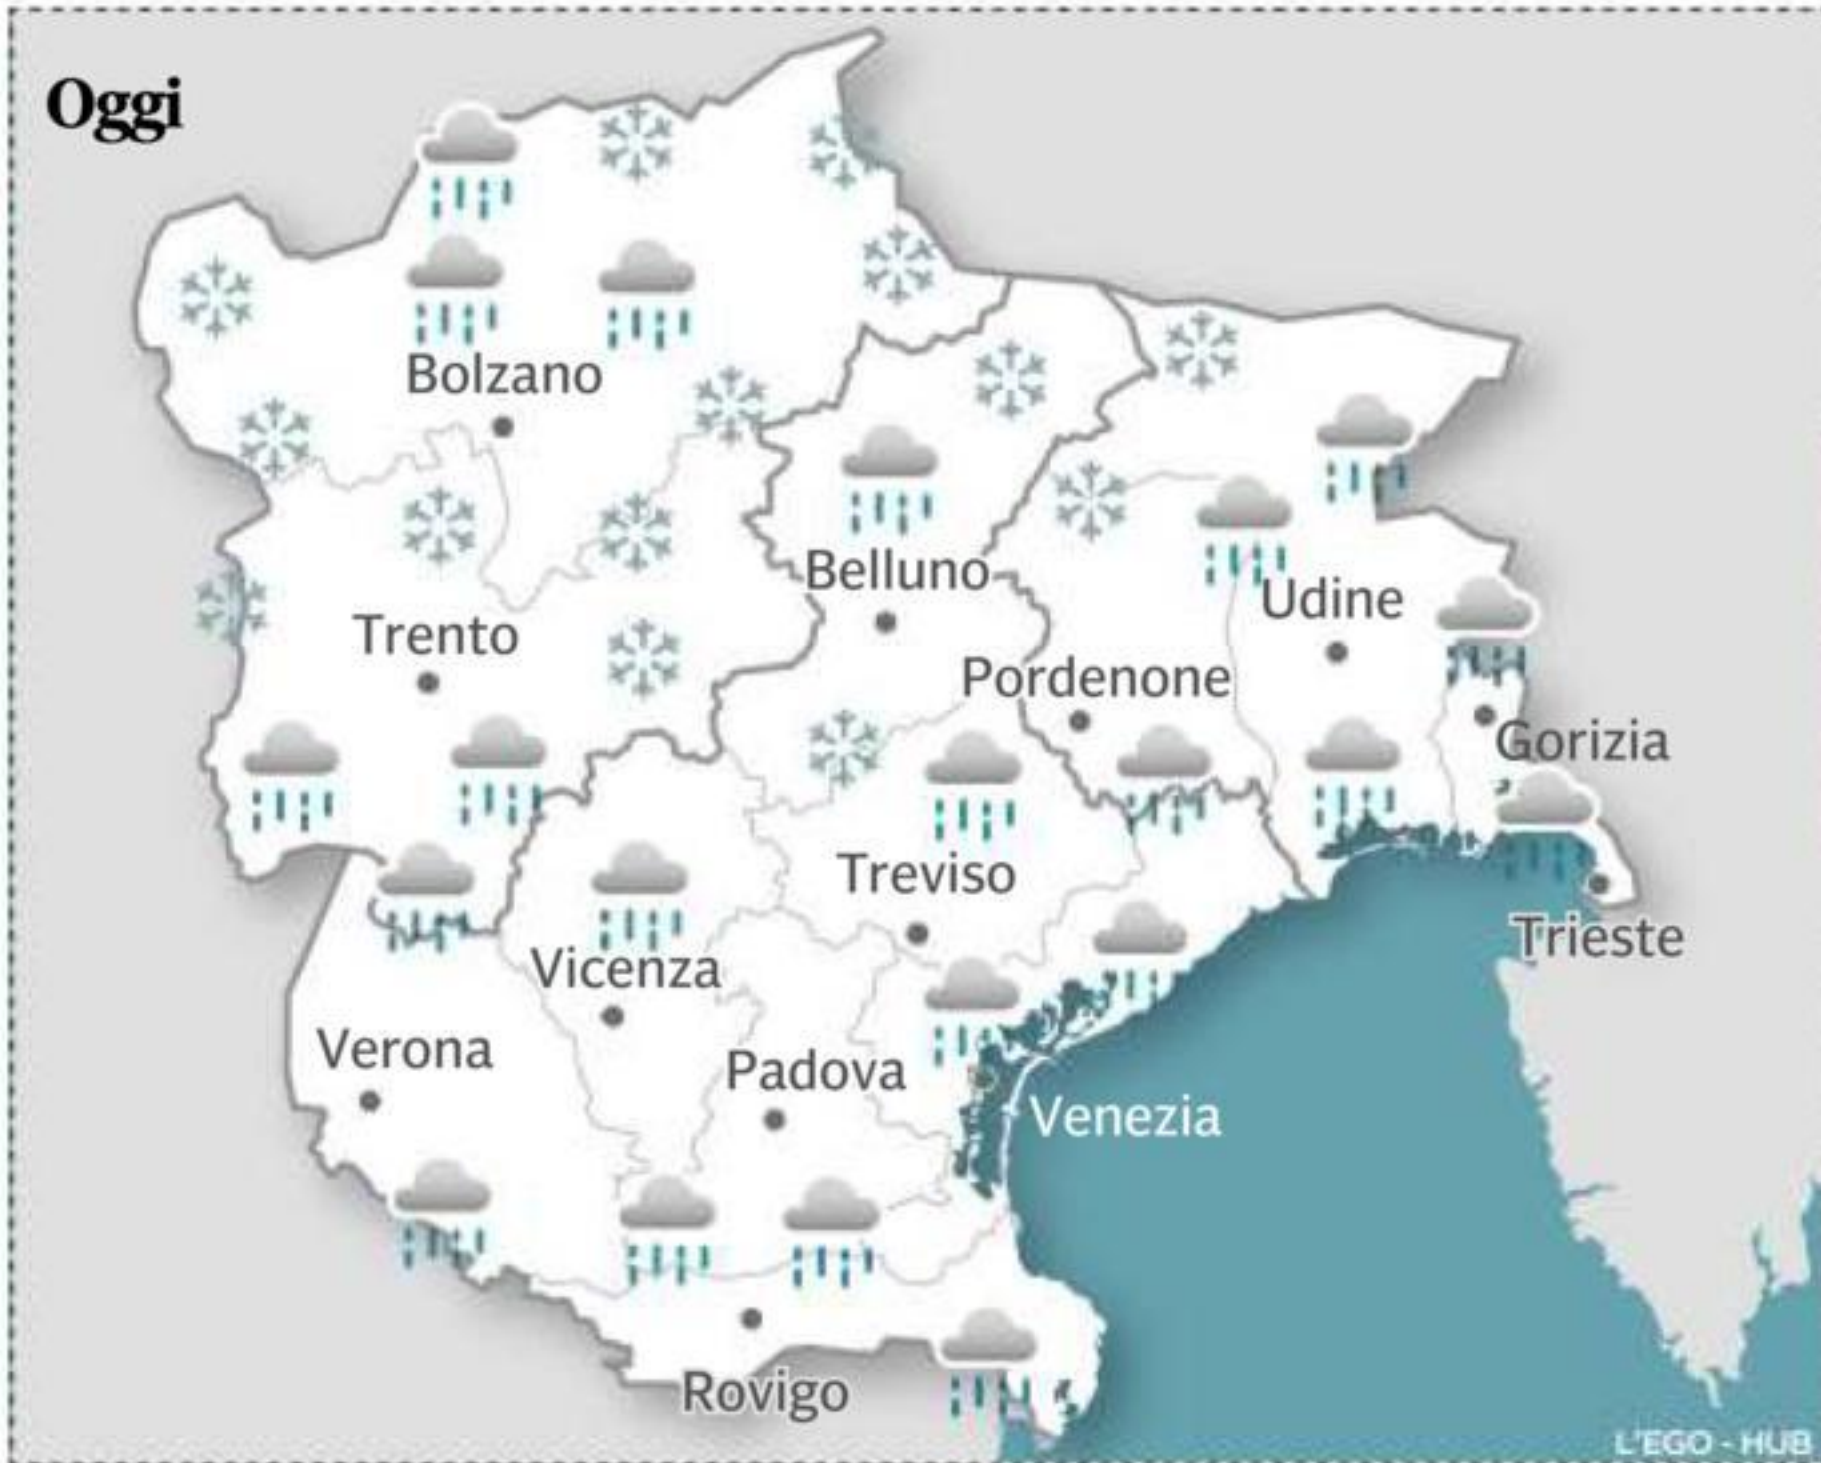 Oggi
Bolzano
Belluno
Udine
Trento
Pordenone
Gorizia
Treviso
Trieste
Vicenza
Verona
Padova
Venezia
Rovigo
L'EGO - HUB